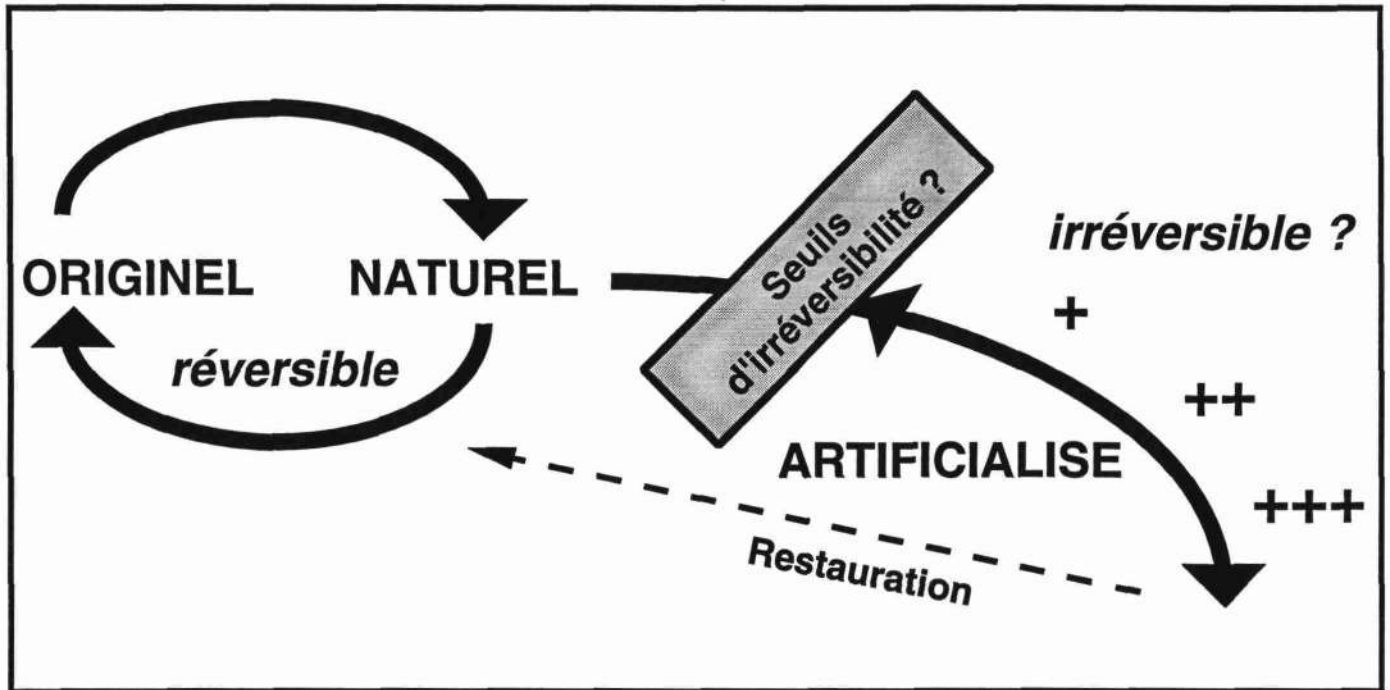 Seuils
d'irréversibilité ?
irréversible ?
ORIGINEL
NATUREL
+
réversible
++
ARTIFICIALISE
+++
Restauration